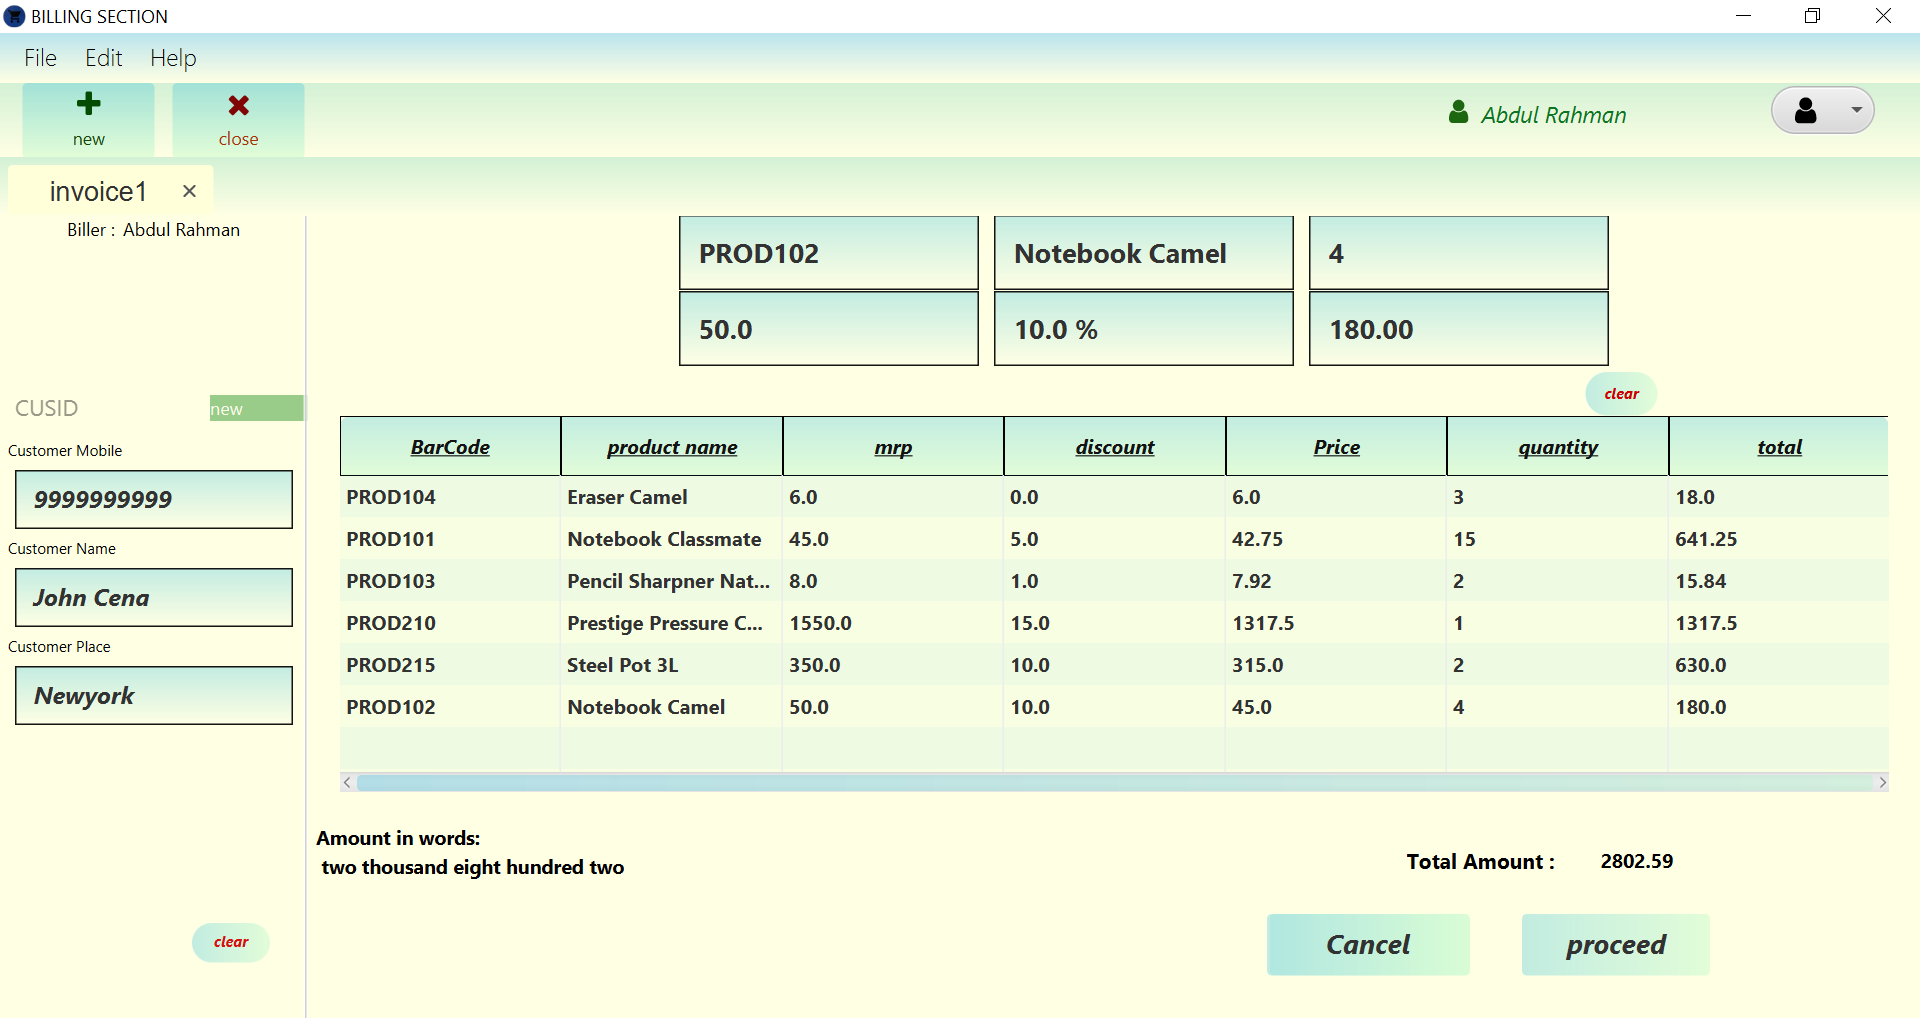 BILLING SECTION
File Edit Help
new close Abdul Rahman
invoice1 ×
Biller : Abdul Rahman
PROD102 Notebook Camel 4
50.0 10.0 % 180.00
clear
CUSID new
Customer Mobile
9999999999
Customer Name
John Cena
Customer Place
Newyork
clear
BarCode product name mrp discount Price quantity total
PROD104 Eraser Camel 6.0 0.0 6.0 3 18.0
PROD101 Notebook Classmate 45.0 5.0 42.75 15 641.25
PROD103 Pencil Sharpner Nat... 8.0 1.0 7.92 2 15.84
PROD210 Prestige Pressure C... 1550.0 15.0 1317.5 1 1317.5
PROD215 Steel Pot 3L 350.0 10.0 315.0 2 630.0
PROD102 Notebook Camel 50.0 10.0 45.0 4 180.0
Amount in words:
two thousand eight hundred two
Total Amount : 2802.59
Cancel proceed